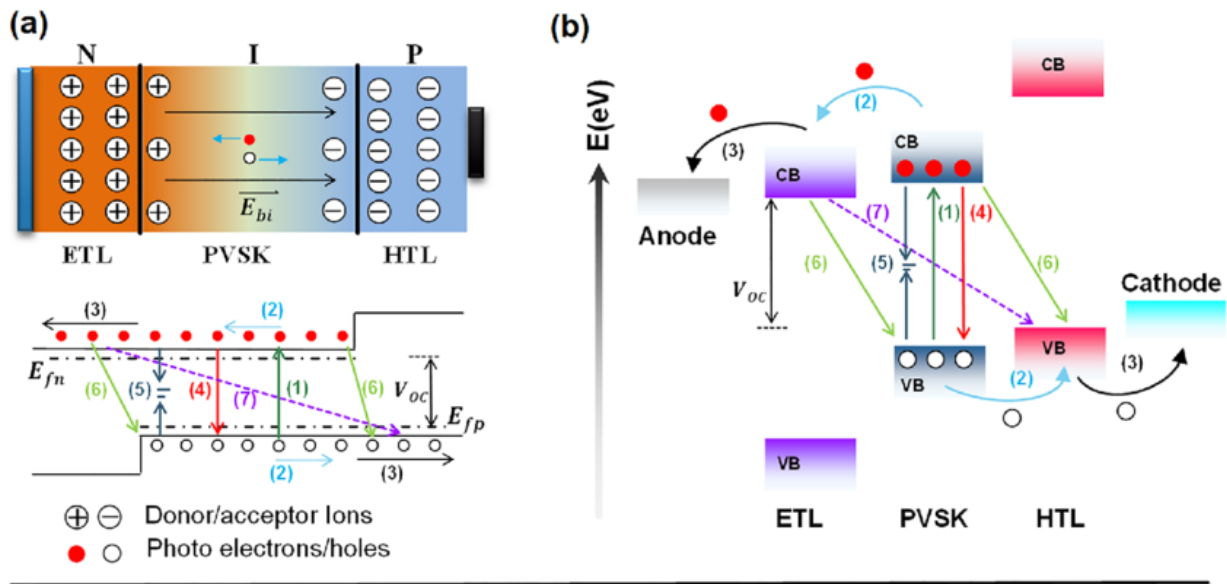 (a)
N I P
E_bi
ETL PVSK HTL
(3) (2)
E_fn
(6) (5) (4) (7) (1) (6) V_OC
E_fp
(2) (3)
Donor/acceptor Ions
Photo electrons/holes
(b)
E(eV)
CB
(2)
(3)
CB
CB
Anode
(7) (1) (4)
(6) (5) (6)
V_OC
Cathode
VB
VB
(2) (3)
VB
ETL PVSK HTL